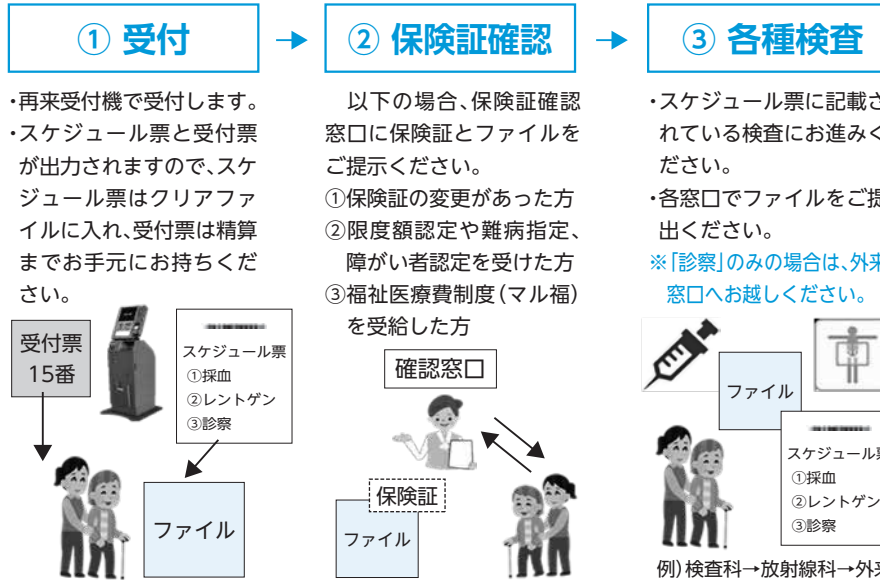 ① 受付
・再来受付機で受付します。
・スケジュール票と受付票
が出力されますので、スケ
ジュール票はクリアファ
イルに入れ、受付票は精算
までお手元にお持ちくだ
さい。
受付票
15番
スケジュール票
①採血
②レントゲン
③診察
ファイル
② 保険証確認
以下の場合、保険証確認
窓口に保険証とファイルを
ご提示ください。
①保険証の変更があった方
②限度額認定や難病指定、
障がい者認定を受けた方
③福祉医療費制度(マル福)
を受給した方
確認窓口
保険証
ファイル
③ 各種検査
・スケジュール票に記載さ
れている検査にお進みく
ださい。
・各窓口でファイルをご提
出ください。
※「診察」のみの場合は、外来
窓口へお越しください。
ファイル
スケジュール票
①採血
②レントゲン
③診察
例)検査科→放射線科→外来